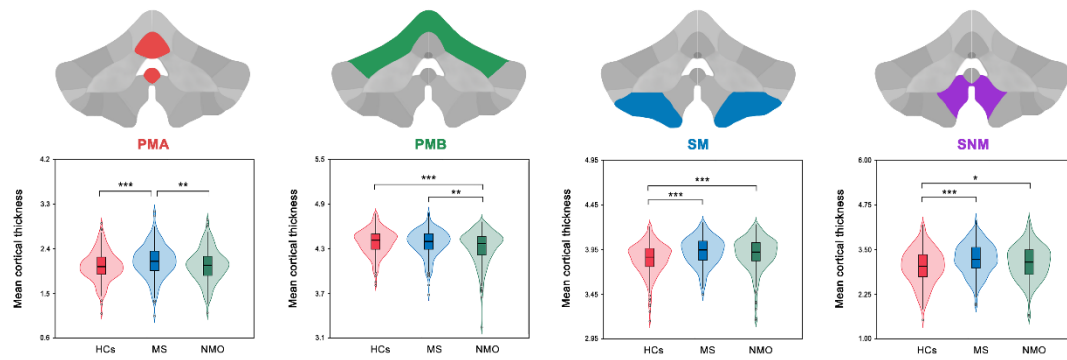 PMA
PMB
SM
SNM
Mean cortical thickness
4.2
3.3
2.4
1.5
0.6
***
**
HCs
MS
NMO
Mean cortical thickness
5.5
4.9
4.3
3.7
3.1
***
**
HCs
MS
NMO
Mean cortical thickness
4.95
4.45
3.95
3.45
2.95
***
***
HCs
MS
NMO
Mean cortical thickness
6.00
4.75
3.50
2.25
1.00
*
***
HCs
MS
NMO